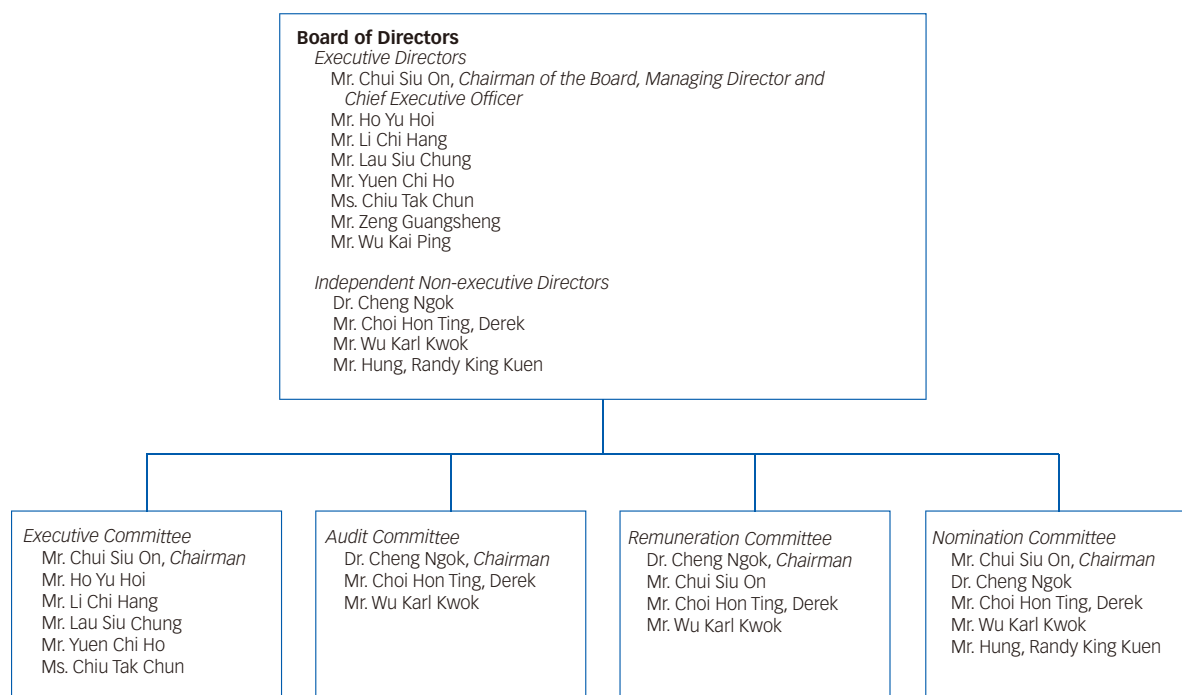 Board of Directors
Executive Directors
Mr. Chui Siu On, Chairman of the Board, Managing Director and
Chief Executive Officer
Mr. Ho Yu Hoi
Mr. Li Chi Hang
Mr. Lau Siu Chung
Mr. Yuen Chi Ho
Ms. Chiu Tak Chun
Mr. Zeng Guangsheng
Mr. Wu Kai Ping
Independent Non-executive Directors
Dr. Cheng Ngok
Mr. Choi Hon Ting, Derek
Mr. Wu Karl Kwok
Mr. Hung, Randy King Kuen
Executive Committee
Mr. Chui Siu On, Chairman
Mr. Ho Yu Hoi
Mr. Li Chi Hang
Mr. Lau Siu Chung
Mr. Yuen Chi Ho
Ms. Chiu Tak Chun
Audit Committee
Dr. Cheng Ngok, Chairman
Mr. Choi Hon Ting, Derek
Mr. Wu Karl Kwok
Remuneration Committee
Dr. Cheng Ngok, Chairman
Mr. Chui Siu On
Mr. Choi Hon Ting, Derek
Mr. Wu Karl Kwok
Nomination Committee
Mr. Chui Siu On, Chairman
Dr. Cheng Ngok
Mr. Choi Hon Ting, Derek
Mr. Wu Karl Kwok
Mr. Hung, Randy King Kuen